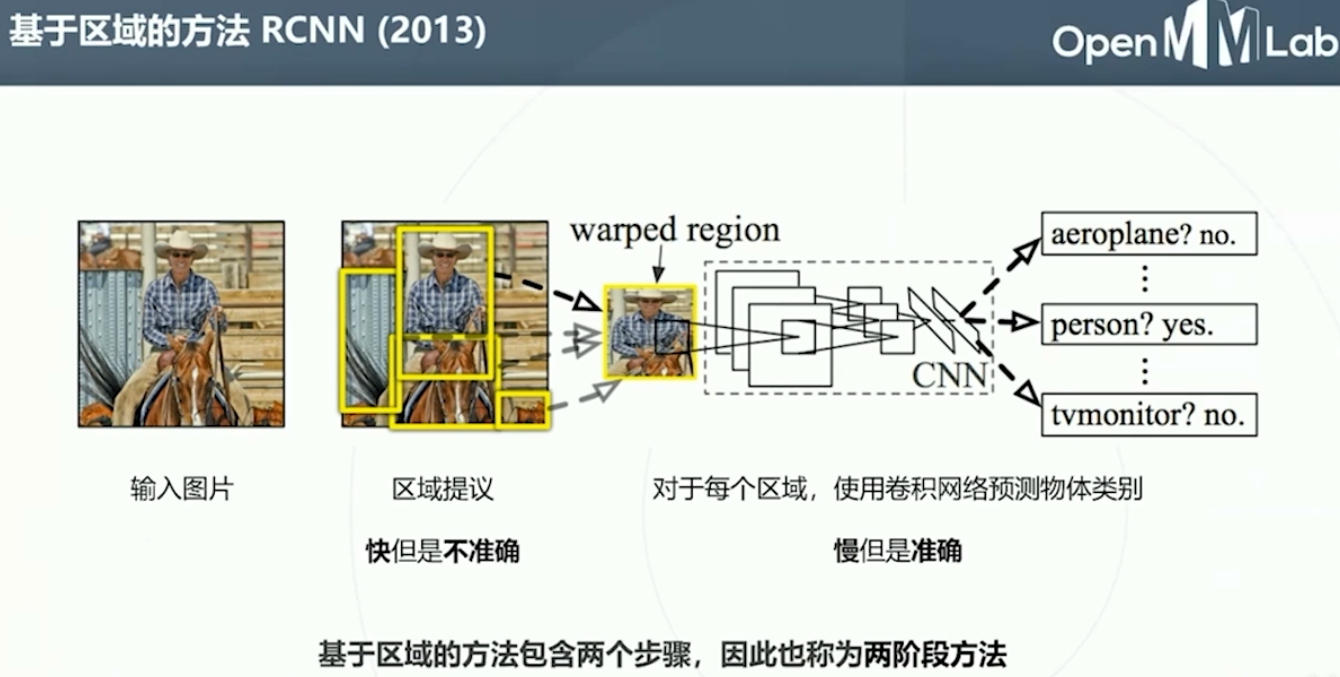 基于区域的方法 RCNN (2013)
OpenMMLab
warped region
aeroplane? no.
person? yes.
CNN
tvmonitor? no.
输入图片
区域提议
对于每个区域，使用卷积网络预测物体类别
快但是不准确
慢但是准确
基于区域的方法包含两个步骤，因此也称为两阶段方法